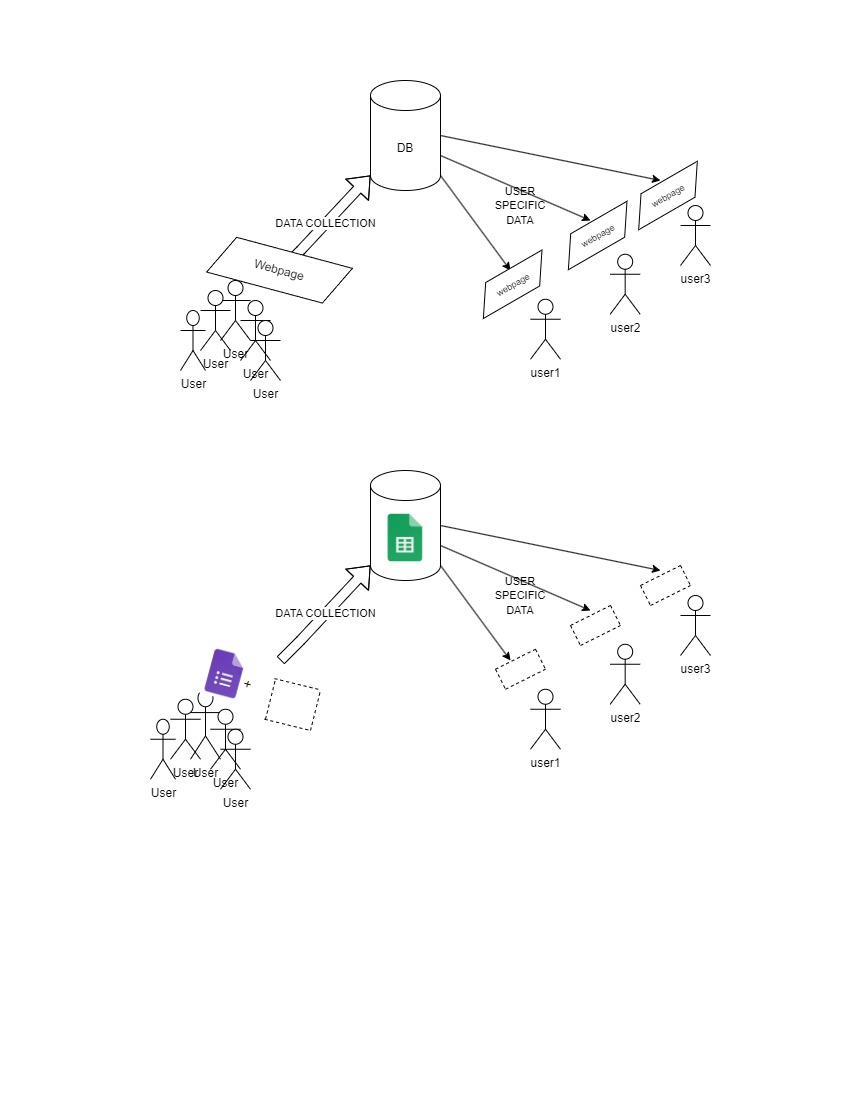 DB
DATA COLLECTION
USER
SPECIFIC
DATA
webpage
webpage
webpage
Webpage
user3
user2
user1
User
User
User
User
User
DATA COLLECTION
USER
SPECIFIC
DATA
+
user3
user2
user1
User
User
User
User
User